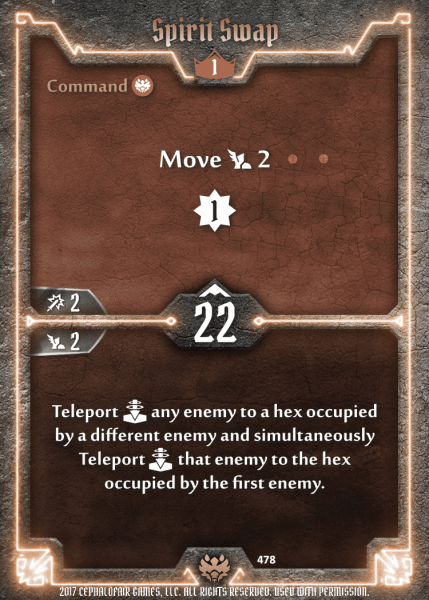 Spirit Swap
1
Command
Move 2
1
2
22
2
Teleport any enemy to a hex occupied
by a different enemy and simultaneously
Teleport that enemy to the hex
occupied by the first enemy.
478
2017 CEPHALOFAIR GAMES, LLC. ALL RIGHTS RESERVED. USED WITH PERMISSION.